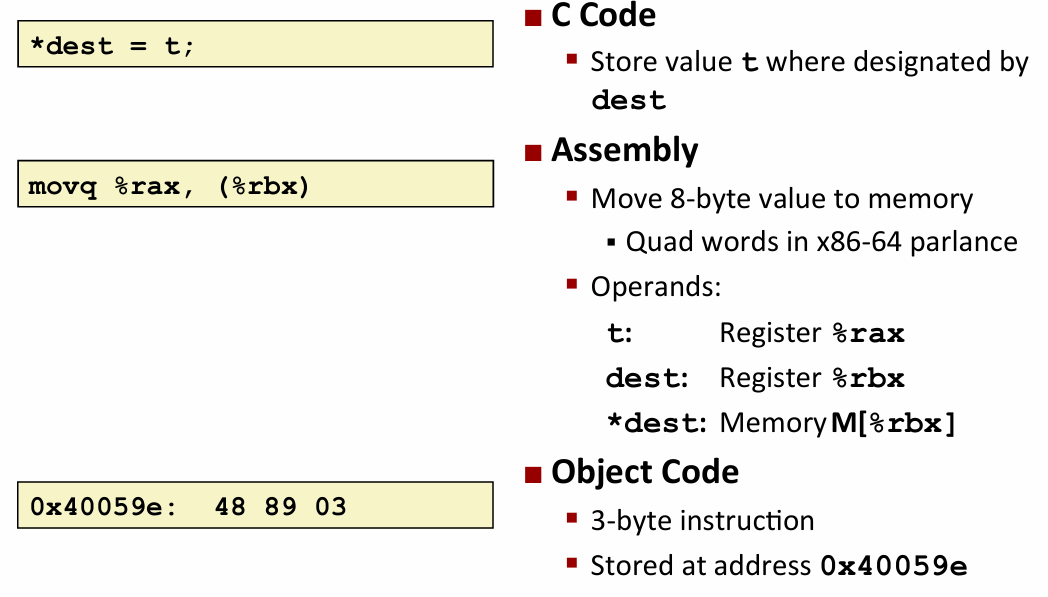 *dest = t;
C Code
Store value t where designated by
dest
movq %rax, (%rbx)
Assembly
Move 8-byte value to memory
Quad words in x86-64 parlance
Operands:
t: Register %rax
dest: Register %rbx
*dest: Memory M[%rbx]
0x40059e: 48 89 03
Object Code
3-byte instruction
Stored at address 0x40059e